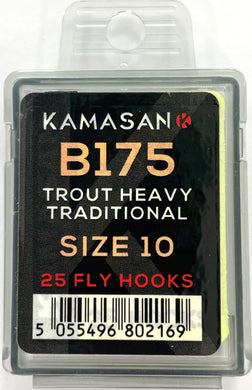 KAMASAN K
B175
TROUT HEAVY
TRADITIONAL
SIZE 10
25 FLY HOOKS
5 055496 802169